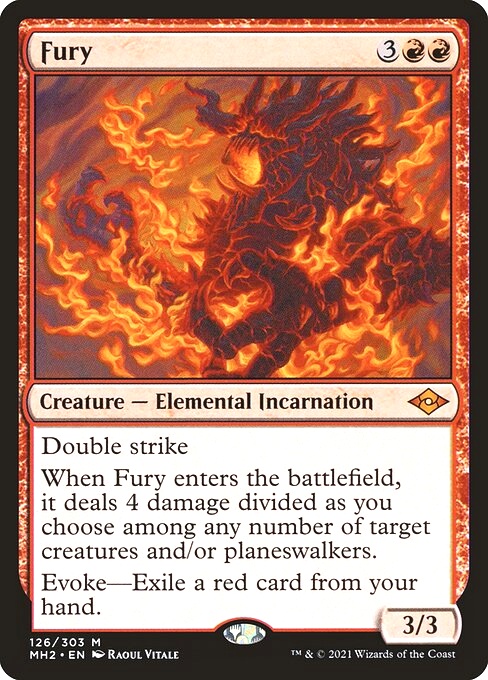 Fury 3
Creature — Elemental Incarnation
Double strike
When Fury enters the battlefield,
it deals 4 damage divided as you
choose among any number of target
creatures and/or planeswalkers.
Evoke—Exile a red card from your
hand.
3/3
126/303 M
MH2 • EN Raoul Vitale ™ & © 2021 Wizards of the Coast